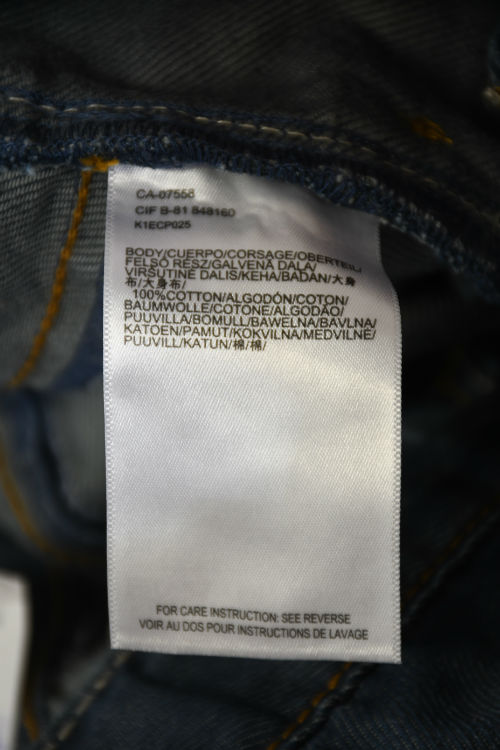 CA-07558
CIF B-81 848160
K1ECP025
BODY/CUERPO/CORSAGE/OBERTEIL/
FELSŐ RÉSZ/GALVENĀ DAĻA/
VIRŠUTINĖ DALIS/KEHA/BADAN/大身
布/大身布/
100%COTTON/ALGODÓN/COTON/
BAUMWOLLE/COTONE/ALGODÃO/
PUUVILLA/BOMULL/BAWEŁNA/BAVLNA/
KATOEN/PAMUT/KOKVILNA/MEDVILNĖ/
PUUVILL/KATUN/棉/棉/
FOR CARE INSTRUCTION: SEE REVERSE
VOIR AU DOS POUR INSTRUCTIONS DE LAVAGE